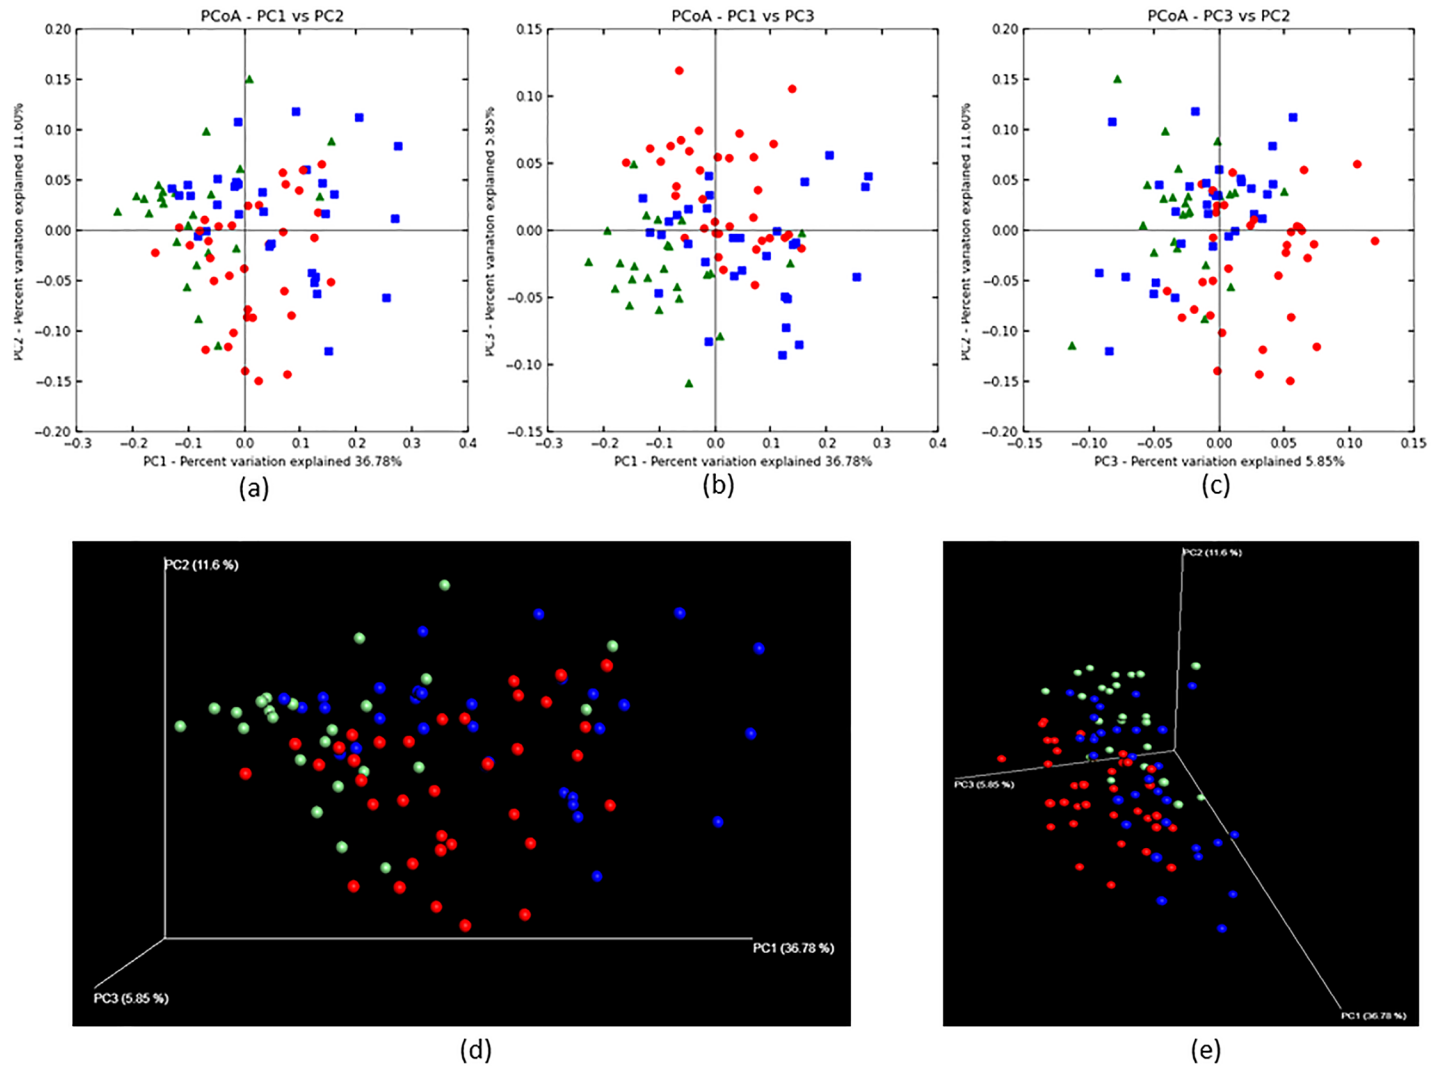 PCoA - PC1 vs PC2
PC2 - Percent variation explained 11.60%
0.20
0.15
0.10
0.05
0.00
−0.05
−0.10
−0.15
−0.20
−0.3
−0.2
−0.1
0.0
0.1
0.2
0.3
0.4
PC1 - Percent variation explained 36.78%
(a)
PCoA - PC1 vs PC3
PC3 - Percent variation explained 5.85%
0.15
0.10
0.05
0.00
−0.05
−0.10
−0.15
−0.3
−0.2
−0.1
0.0
0.1
0.2
0.3
0.4
PC1 - Percent variation explained 36.78%
(b)
PCoA - PC3 vs PC2
PC2 - Percent variation explained 11.60%
0.20
0.15
0.10
0.05
0.00
−0.05
−0.10
−0.15
−0.20
−0.15
−0.10
−0.05
0.00
0.05
0.10
0.15
PC3 - Percent variation explained 5.85%
(c)
PC2 (11.6 %)
PC1 (36.78 %)
PC3 (5.85 %)
(d)
PC2 (11.6 %)
PC3 (5.85 %)
PC1 (36.78 %)
(e)